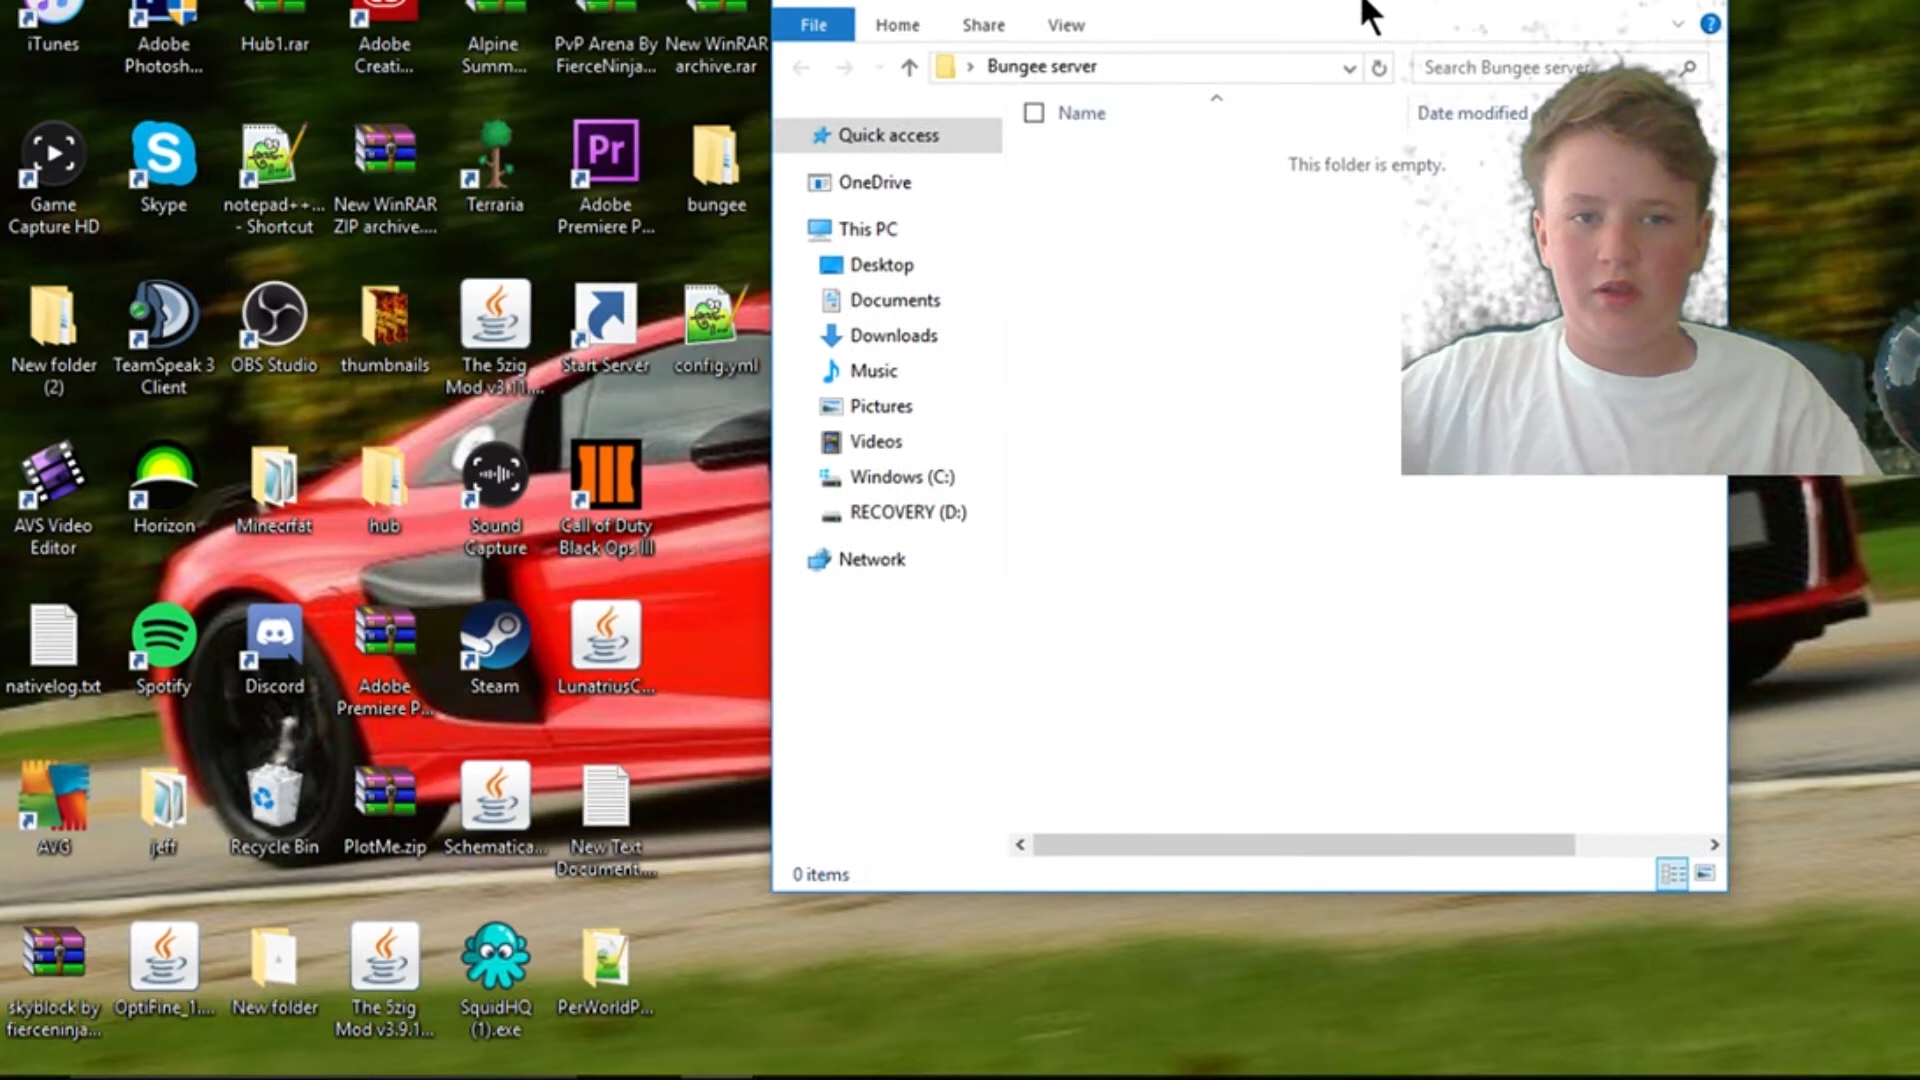 iTunes
Adobe
Photosh...
Hub1.rar
Adobe
Creati...
Alpine
Summ...
PvP Arena By
FierceNinja...
New WinRAR
archive.rar
Game
Capture HD
Skype
notepad++...
- Shortcut
New WinRAR
ZIP archive....
Terraria
Pr
Adobe
Premiere P...
bungee
New folder
(2)
TeamSpeak 3
Client
OBS Studio
thumbnails
The 5zig
Mod v3.11....
Start Server
config.yml
AVS Video
Editor
Horizon
Minecrfat
hub
Sound
Capture
Call of Duty
Black Ops III
nativelog.txt
Spotify
Discord
Adobe
Premiere P...
Steam
LunatriusC...
AVG
jeff
Recycle Bin
PlotMe.zip
Schematica...
New Text
Document....
skyblock by
fierceninja...
OptiFine_1....
New folder
The 5zig
Mod v3.9.1...
SquidHQ
(1).exe
PerWorldP...
File
Home
Share
View
Bungee server
Search Bungee server
Name
Date modified
This folder is empty.
Quick access
OneDrive
This PC
Desktop
Documents
Downloads
Music
Pictures
Videos
Windows (C:)
RECOVERY (D:)
Network
0 items